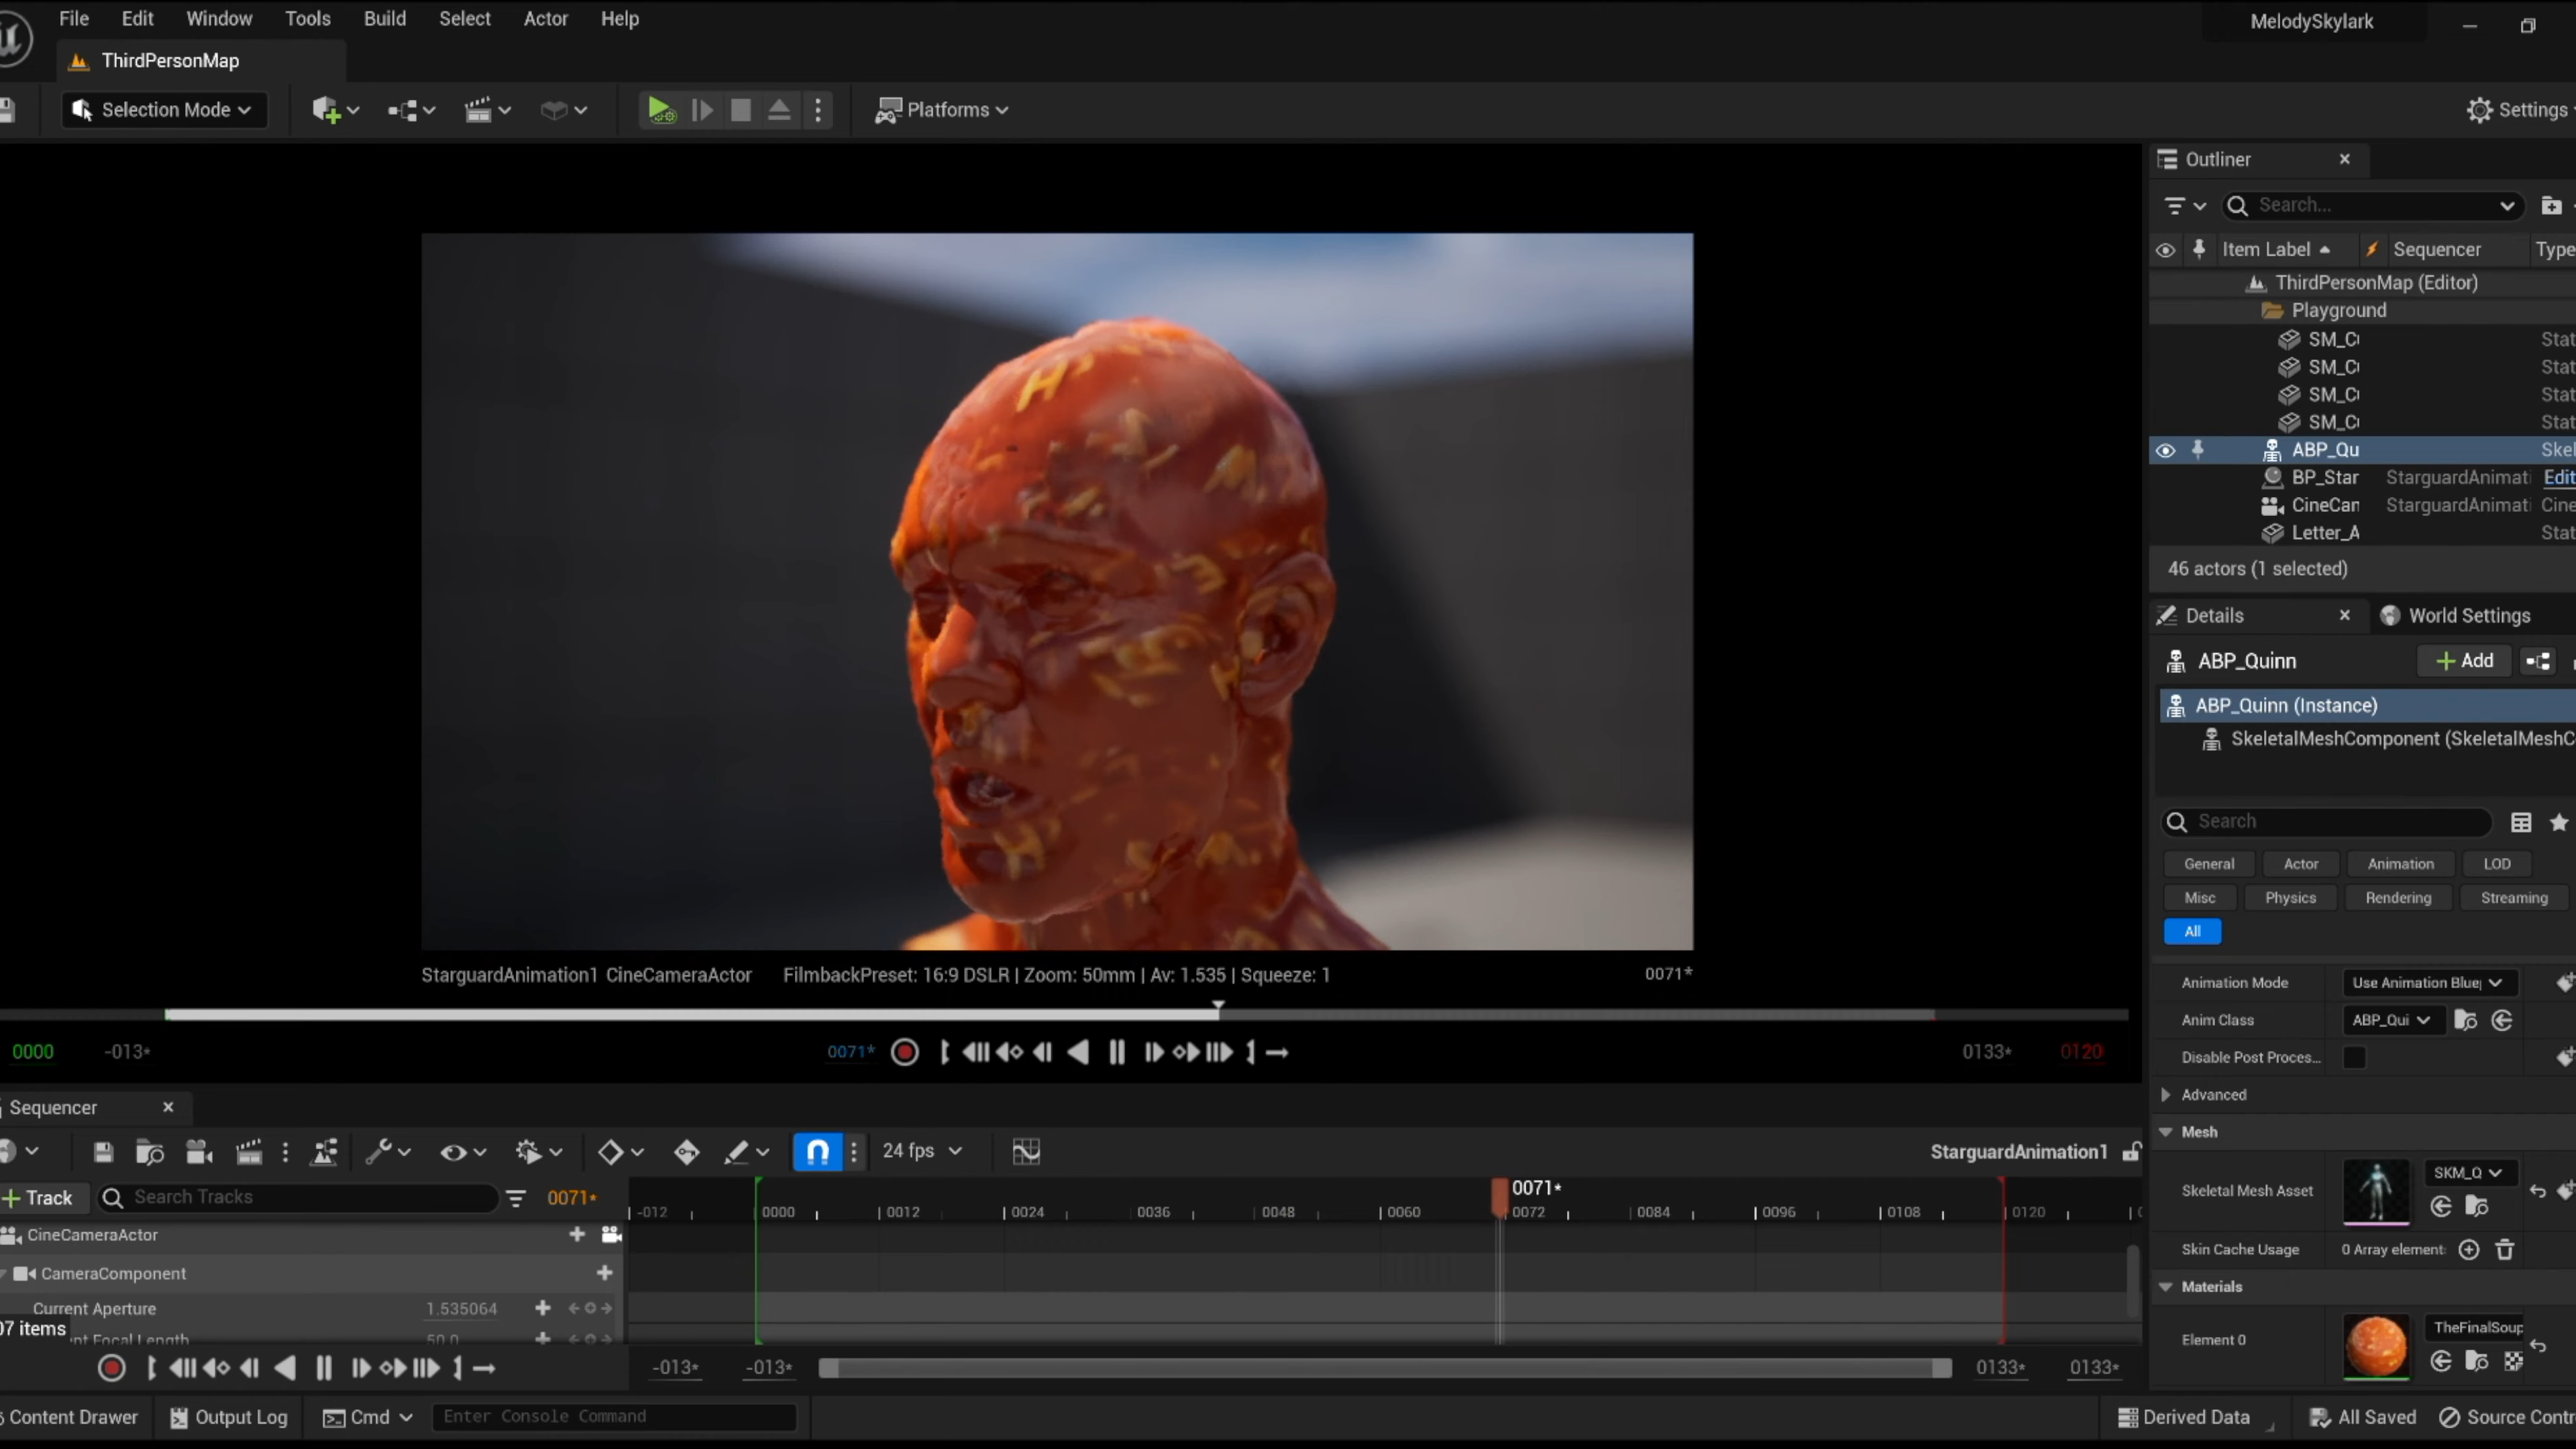 File Edit Window Tools Build Select Actor Help
MelodySkylark
ThirdPersonMap
Selection Mode
Platforms
Settings
Outliner
Search...
Item Label Sequencer Type
ThirdPersonMap (Editor)
Playground
SM_C Stat
SM_C Stat
SM_C Stat
SM_C Stat
ABP_Qu Skel
BP_Star StarguardAnimati Edit
CineCan StarguardAnimati Cine
Letter_A Stat
46 actors (1 selected)
Details World Settings
ABP_Quinn Add
ABP_Quinn (Instance)
SkeletalMeshComponent (SkeletalMeshC
Search
General Actor Animation LOD
Misc Physics Rendering Streaming
All
Animation Mode Use Animation Blue
Anim Class ABP_Qui
Disable Post Proces...
Advanced
Mesh
Skeletal Mesh Asset SKM_Q
Skin Cache Usage 0 Array element
Materials
Element 0 TheFinalSoup
H
StarguardAnimation1 CineCameraActor FilmbackPreset: 16:9 DSLR | Zoom: 50mm | Av: 1.535 | Squeeze: 1 0071*
0000 -013* 0071* 0133* 0120
Sequencer
24 fps StarguardAnimation1
+ Track Search Tracks 0071* 0071*
-012 0000 0012 0024 0036 0048 0060 0072 0084 0096 0108 0120
CineCameraActor
CameraComponent
Current Aperture 1.535064
07 items nt Focal Length 50.0
-013* -013* 0133* 0133*
Content Drawer Output Log Cmd Enter Console Command Derived Data All Saved Source Contr